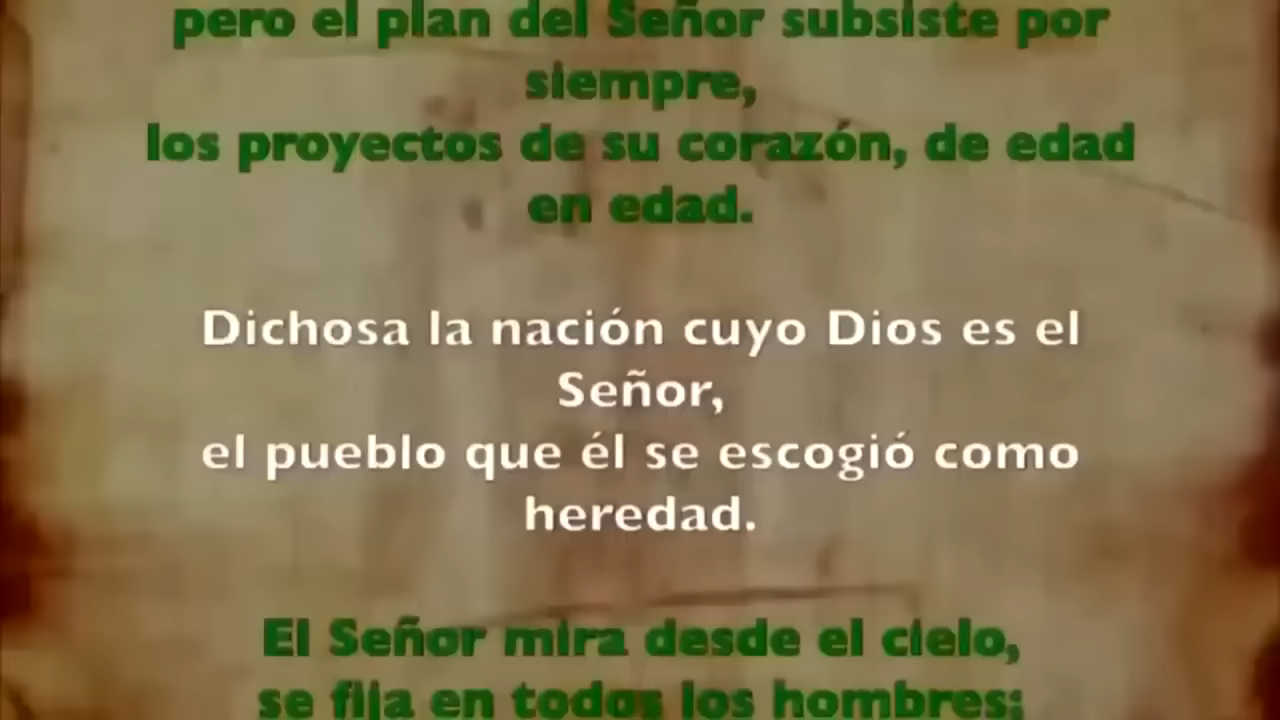 pero el plan del Señor subsiste por
siempre,
los proyectos de su corazón, de edad
en edad.
Dichosa la nación cuyo Dios es el
Señor,
el pueblo que él se escogió como
heredad.
El Señor mira desde el cielo,
se fija en todos los hombres;